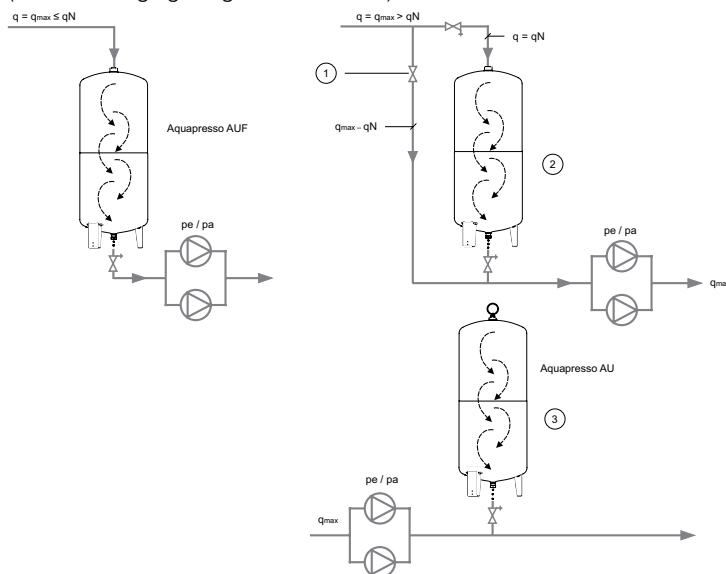 q = qmax ≤ qN
q = qmax > qN
q = qN
1
Aquapresso AUF
qmax – qN
2
pe / pa
pe / pa
Aquapresso AU
3
pe / pa
qmax